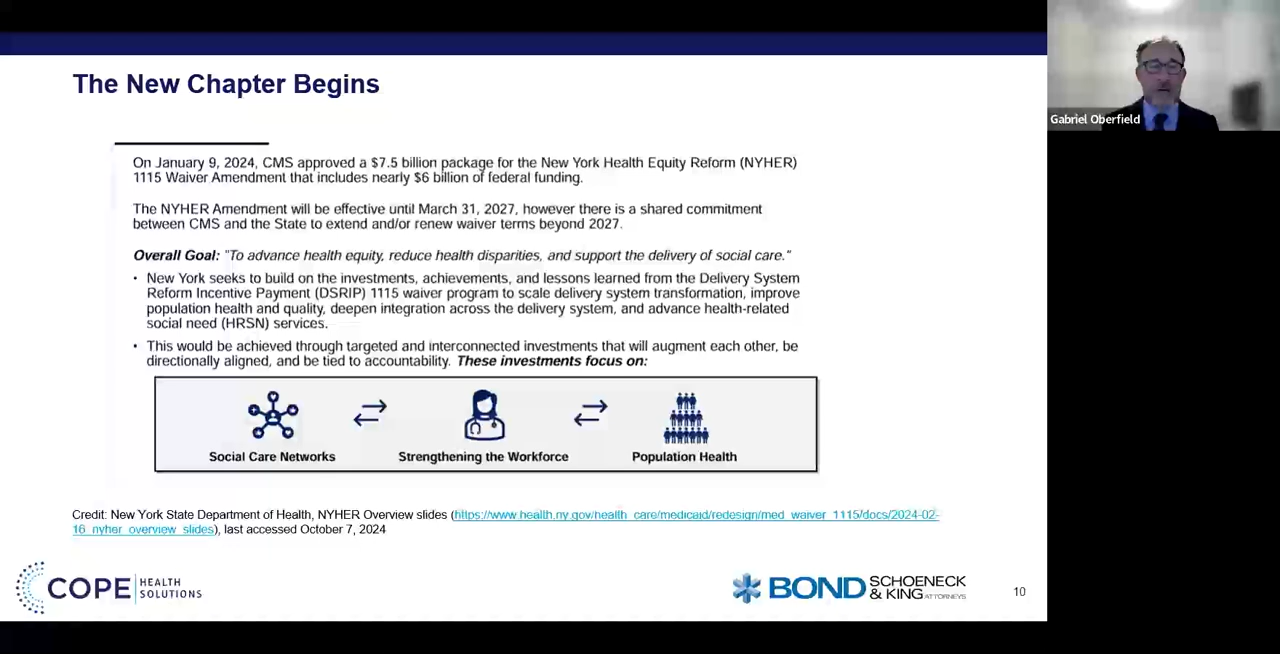 The New Chapter Begins
Gabriel Oberfield
On January 9, 2024, CMS approved a $7.5 billion package for the New York Health Equity Reform (NYHER)
1115 Waiver Amendment that includes nearly $6 billion of federal funding.
The NYHER Amendment will be effective until March 31, 2027, however there is a shared commitment
between CMS and the State to extend and/or renew waiver terms beyond 2027.
Overall Goal: "To advance health equity, reduce health disparities, and support the delivery of social care."
• New York seeks to build on the investments, achievements, and lessons learned from the Delivery System
Reform Incentive Payment (DSRIP) 1115 waiver program to scale delivery system transformation, improve
population health and quality, deepen integration across the delivery system, and advance health-related
social need (HRSN) services.
• This would be achieved through targeted and interconnected investments that will augment each other, be
directionally aligned, and be tied to accountability. These investments focus on:
Social Care Networks
Strengthening the Workforce
Population Health
Credit: New York State Department of Health, NYHER Overview slides (https://www.health.ny.gov/health_care/medicaid/redesign/med_waiver_1115/docs/2024-02-
16_nyher_overview_slides), last accessed October 7, 2024
COPE HEALTH SOLUTIONS
BOND SCHOENECK & KING ATTORNEYS
10